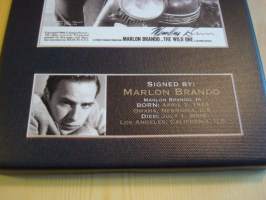 MARLON BRANDO ..THE WILD ONE
SIGNED BY:
MARLON BRANDO
MARLON BRANDO, JR
BORN: APRIL 3, 1924
OMAHA, NEBRASKA, U.S
DIED: JULY 1, 2004
LOS ANGELES, CALIFORNIA, U.S.